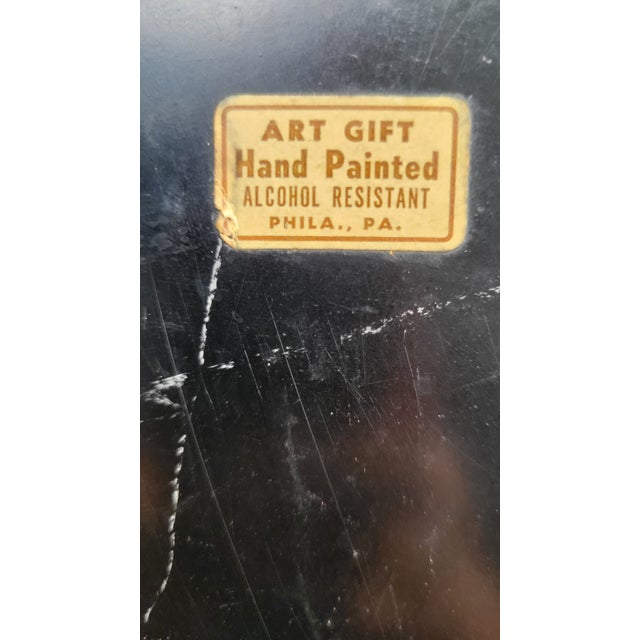 ART GIFT
Hand Painted
ALCOHOL RESISTANT
PHILA., PA.